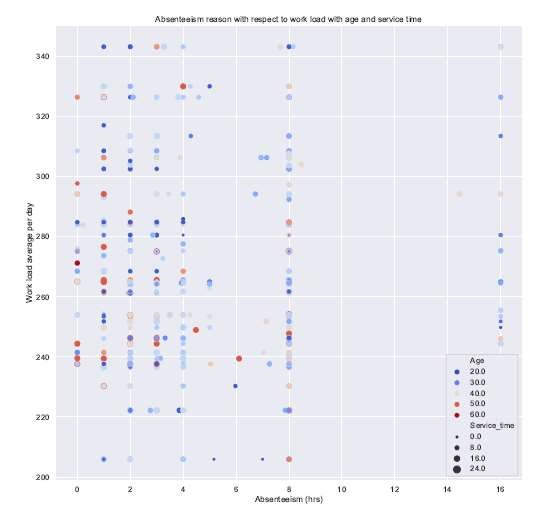 Absenteeism reason with respect to work load with age and service time
Work load average per day
340
320
300
280
260
240
220
200
0 2 4 6 8 10 12 14 16
Absenteeism (hrs)
Age
20.0
30.0
40.0
50.0
60.0
Service_time
0.0
8.0
16.0
24.0